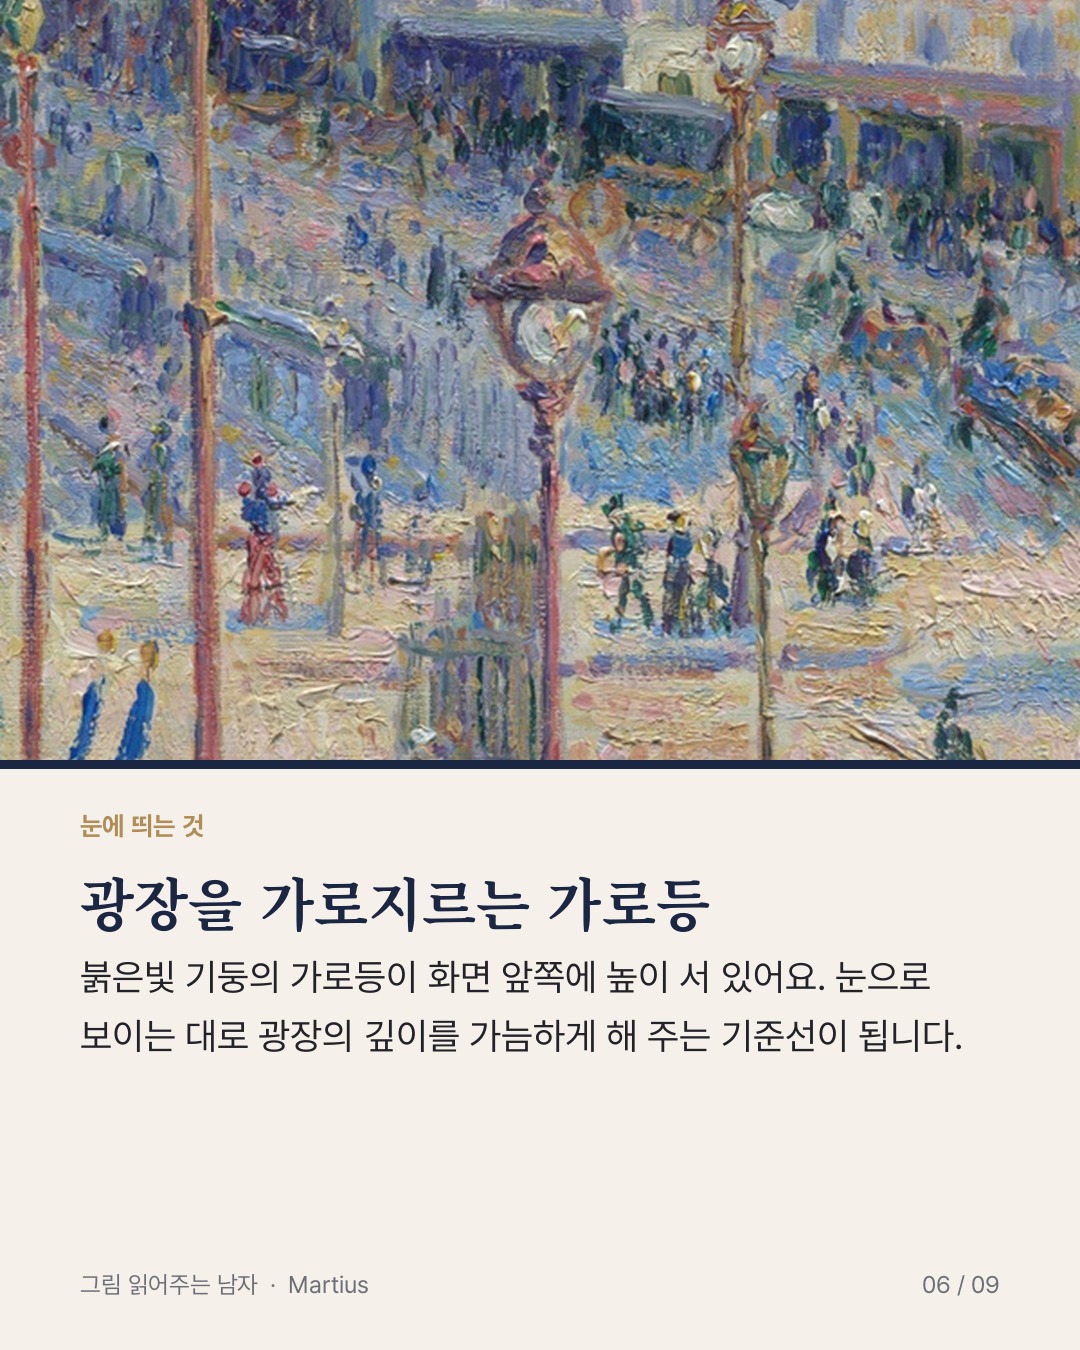 눈에 띄는 것
광장을 가로지르는 가로등
붉은빛 기둥의 가로등이 화면 앞쪽에 높이 서 있어요. 눈으로
보이는 대로 광장의 깊이를 가늠하게 해 주는 기준선이 됩니다.
그림 읽어주는 남자 · Martius
06 / 09